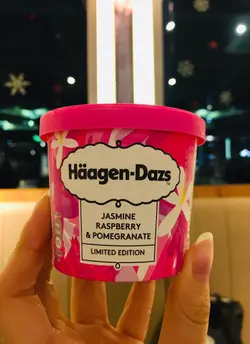 Häagen-Dazs
JASMINE
RASPBERRY
& POMEGRANATE
LIMITED EDITION